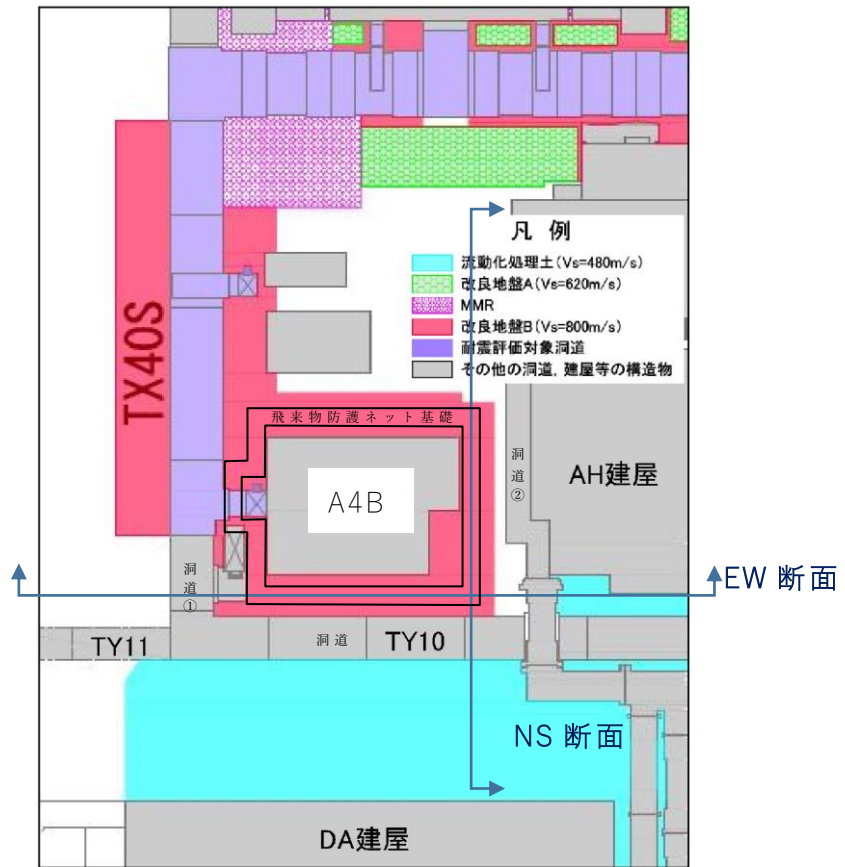 凡 例
流動化処理土(Vs=480m/s)
改良地盤A(Vs=620m/s)
MMR
改良地盤B(Vs=800m/s)
耐震評価対象洞道
その他の洞道, 建屋等の構造物
TX40S
飛来物防護ネット基礎
A4B
洞道②
AH建屋
洞道①
EW 断面
TY11
洞道
TY10
NS 断面
DA建屋